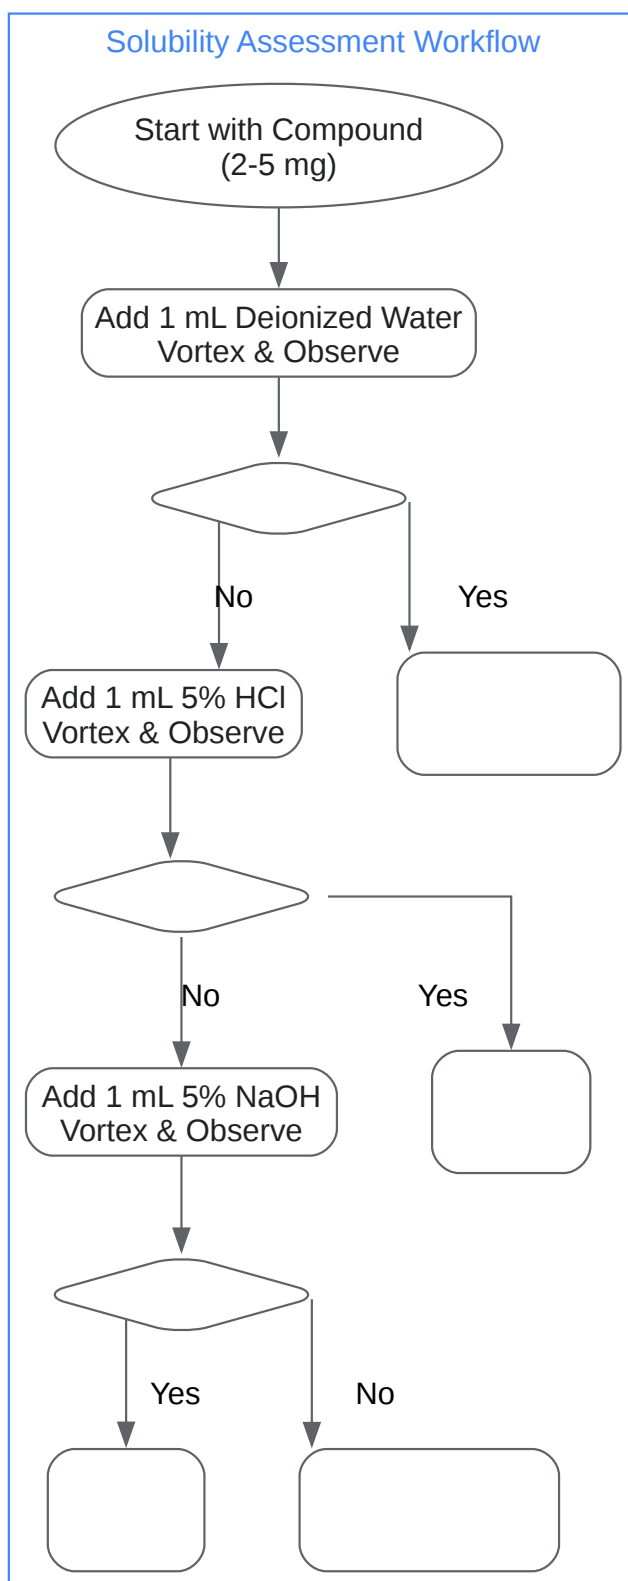 Solubility Assessment Workflow
Start with Compound
(2-5 mg)
Add 1 mL Deionized Water
Vortex & Observe
No
Yes
Add 1 mL 5% HCl
Vortex & Observe
No
Yes
Add 1 mL 5% NaOH
Vortex & Observe
Yes
No